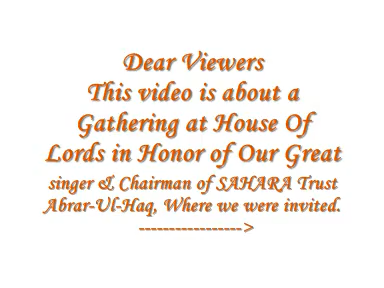 Dear Viewers
This video is about a
Gathering at House Of
Lords in Honor of Our Great
singer & Chairman of SAHARA Trust
Abrar-Ul-Haq, Where we were invited.
----------------->